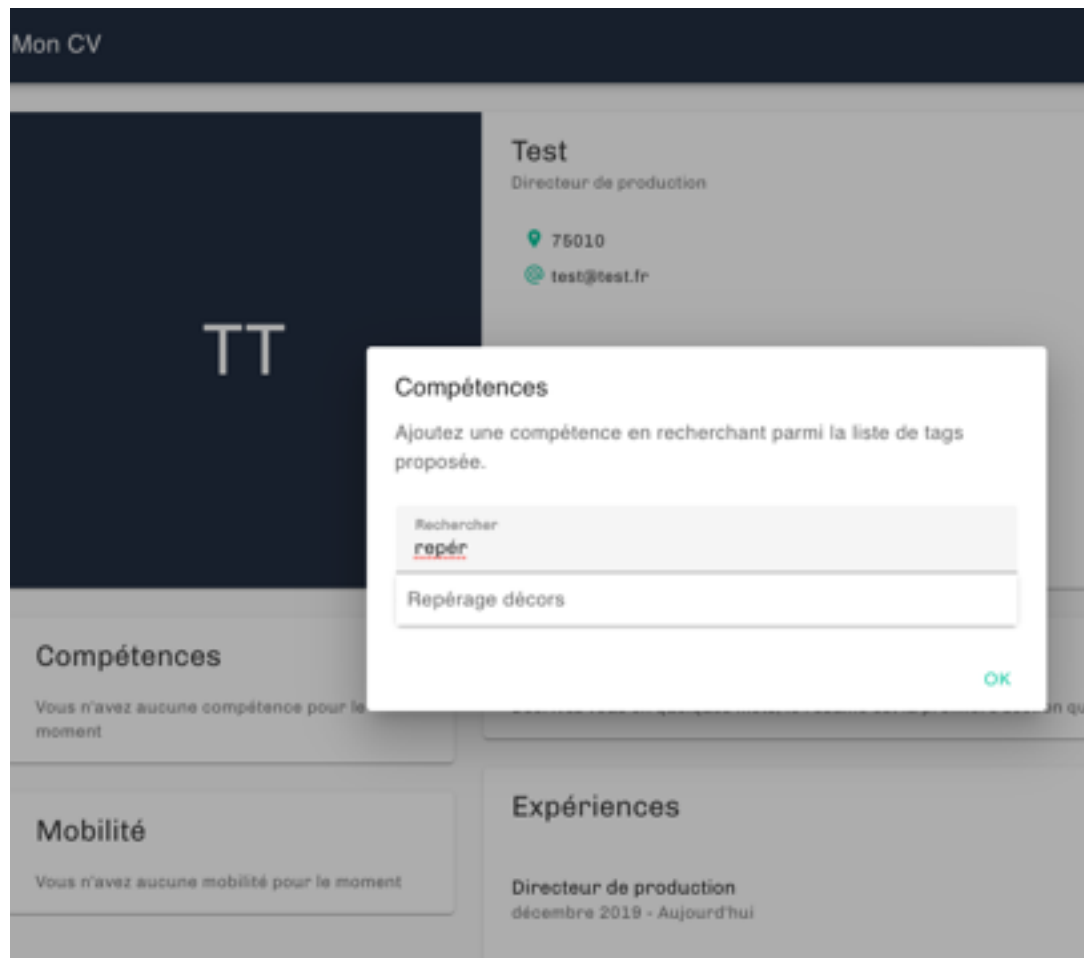 Mon CV
TT
Test
Directeur de production
75010
test@test.fr
Compétences
Ajoutez une compétence en recherchant parmi la liste de tags
proposée.
Rechercher
repér
Repérage décors
OK
Compétences
Vous n'avez aucune compétence pour le
moment
Mobilité
Vous n'avez aucune mobilité pour le moment
Expériences
Directeur de production
décembre 2019 - Aujourd'hui